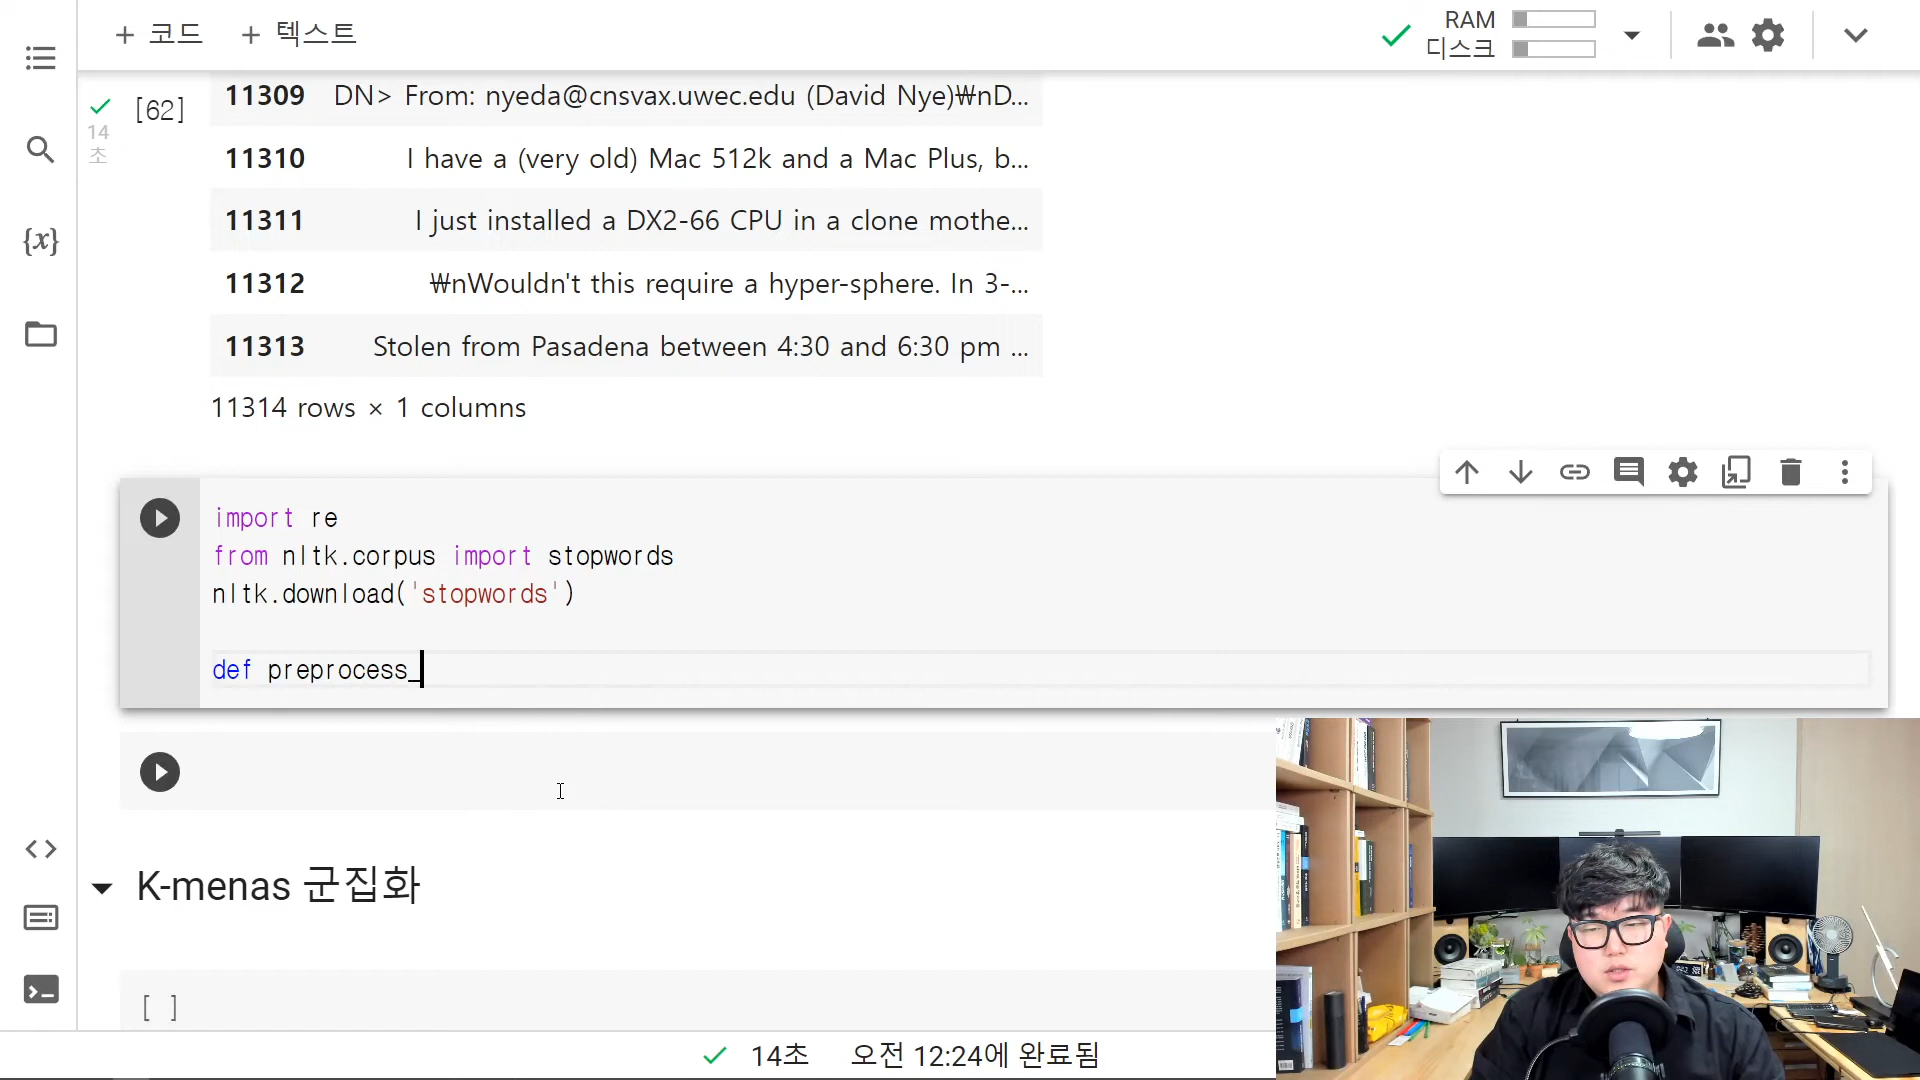 + 코드 + 텍스트
RAM
디스크
[62]
14
초
11309 DN> From: nyeda@cnsvax.uwec.edu (David Nye)₩nD...
11310 I have a (very old) Mac 512k and a Mac Plus, b...
11311 I just installed a DX2-66 CPU in a clone mothe...
11312 ₩nWouldn't this require a hyper-sphere. In 3-...
11313 Stolen from Pasadena between 4:30 and 6:30 pm ...
11314 rows × 1 columns
{x}
import re
from nltk.corpus import stopwords
nltk.download('stopwords')
def preprocess_
K-menas 군집화
[ ]
14초 오전 12:24에 완료됨